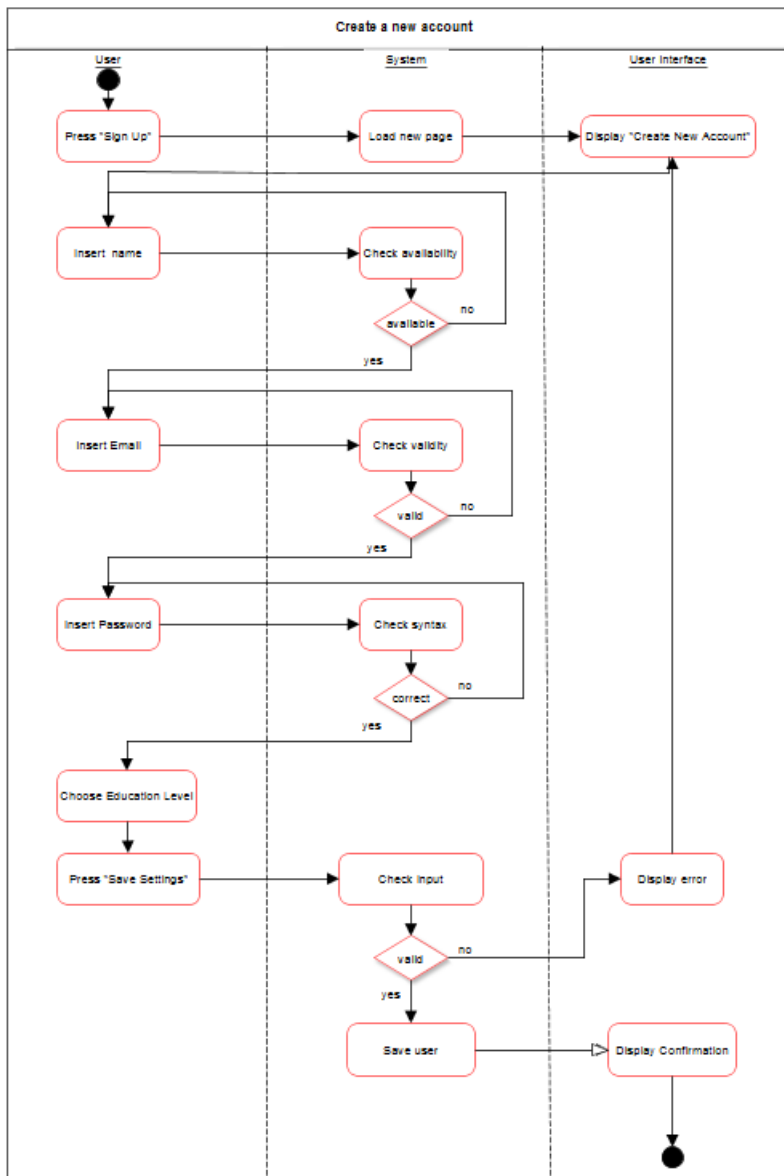 Create a new account
User
System
User Interface
Press "Sign Up"
Load new page
Display "Create New Account"
Insert name
Check availability
available
no
yes
Insert Email
Check validity
valid
no
yes
Insert Password
Check syntax
correct
no
yes
Choose Education Level
Press "Save Settings"
Check input
Display error
valid
no
yes
Save user
Display Confirmation